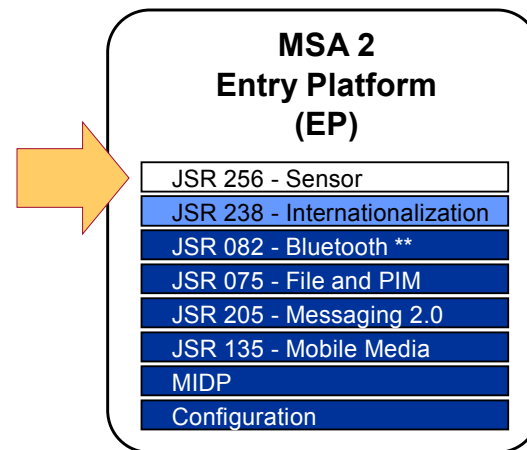 MSA 2
Entry Platform
(EP)
JSR 256 - Sensor
JSR 238 - Internationalization
JSR 082 - Bluetooth **
JSR 075 - File and PIM
JSR 205 - Messaging 2.0
JSR 135 - Mobile Media
MIDP
Configuration